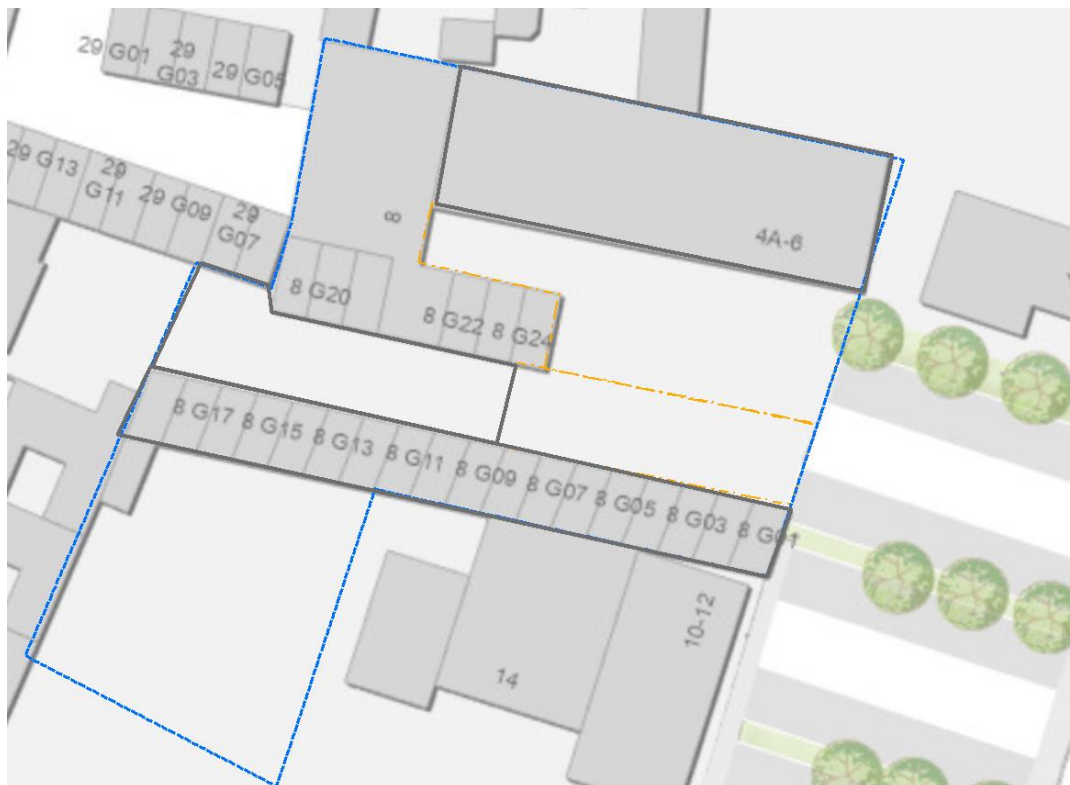 29 G01
29
G03
29 G05
29 G13
29
G11
29 G09
29
G07
8
4A-6
8 G20
8 G22
8 G24
8 G17
8 G15
8 G13
8 G11
8 G09
8 G07
8 G05
8 G03
8 G01
10-12
14